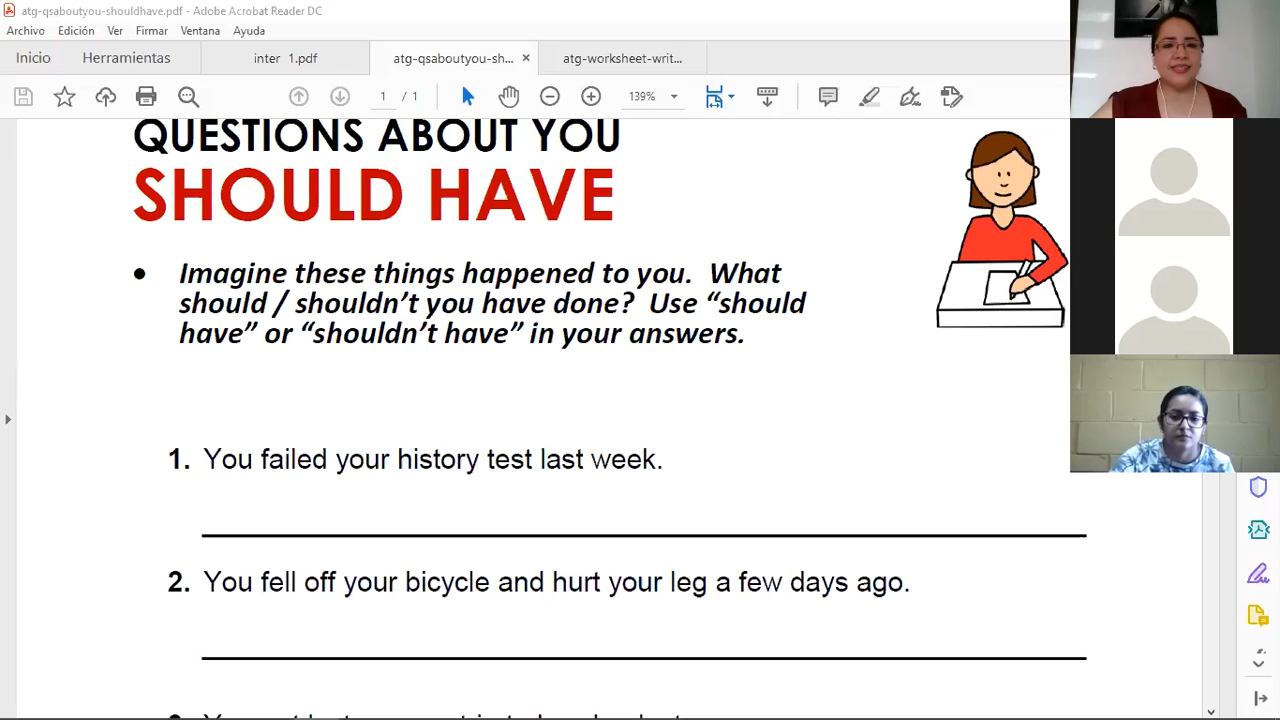 atg-qsaboutyou-shouldhave.pdf - Adobe Acrobat Reader DC
Archivo Edición Ver Firmar Ventana Ayuda
Inicio Herramientas inter 1.pdf atg-qsaboutyou-sh... × atg-worksheet-writ...
1 / 1 139%
QUESTIONS ABOUT YOU
SHOULD HAVE
• Imagine these things happened to you. What
should / shouldn't you have done? Use “should
have” or “shouldn't have” in your answers.
1. You failed your history test last week.
2. You fell off your bicycle and hurt your leg a few days ago.